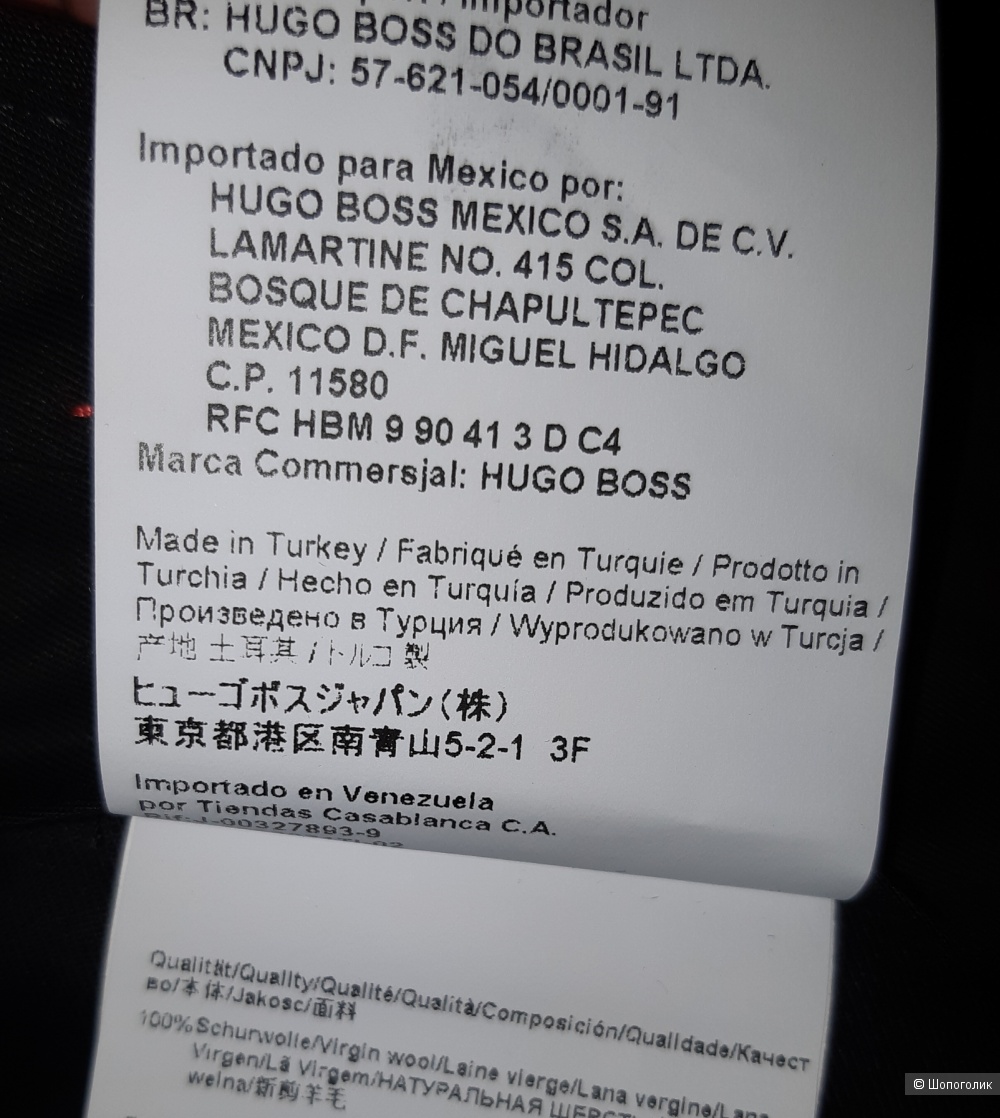 Importador
BR: HUGO BOSS DO BRASIL LTDA.
CNPJ: 57-621-054/0001-91
Importado para Mexico por:
HUGO BOSS MEXICO S.A. DE C.V.
LAMARTINE NO. 415 COL.
BOSQUE DE CHAPULTEPEC
MEXICO D.F. MIGUEL HIDALGO
C.P. 11580
RFC HBM 9 90 41 3 D C4
Marca Commersjal: HUGO BOSS
Made in Turkey / Fabriqué en Turquie / Prodotto in
Turchia / Hecho en Turquía / Produzido em Turquia /
Произведено в Турция / Wyprodukowano w Turcja /
产地 土耳其 / トルコ 製
ヒューゴボスジャパン(株)
東京都港区南青山5-2-1 3F
Importado en Venezuela
por Tiendas Casablanca C.A.
Rif: J-00327893-9
Qualität/Quality/Qualité/Qualità/Composición/Qualidade/Качест
во/本体/Jakosc/面料
100%Schurwolle/Virgin wool/Laine vierge/Lana vergine/Lana
Virgen/Lã Virgem/НАТУРАЛЬНАЯ ШЕРСТ
welna/新剪羊毛
© Шопоголик